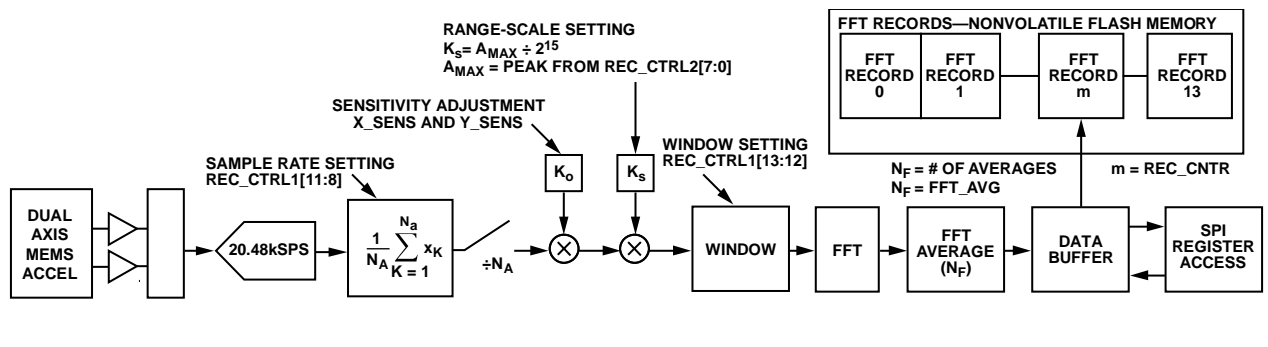 RANGE-SCALE SETTING
Ks= AMAX ÷ 2¹⁵
AMAX = PEAK FROM REC_CTRL2[7:0]
SENSITIVITY ADJUSTMENT
X_SENS AND Y_SENS
SAMPLE RATE SETTING
REC_CTRL1[11:8]
WINDOW SETTING
REC_CTRL1[13:12]
FFT RECORDS—NONVOLATILE FLASH MEMORY
FFT
RECORD
0
FFT
RECORD
1
FFT
RECORD
m
FFT
RECORD
13
NF = # OF AVERAGES
NF = FFT_AVG
m = REC_CNTR
DUAL
AXIS
MEMS
ACCEL
20.48kSPS
Na
1
∑ xK
NA
K = 1
÷NA
Ko
×
Ks
×
WINDOW
FFT
FFT
AVERAGE
(NF)
DATA
BUFFER
SPI
REGISTER
ACCESS